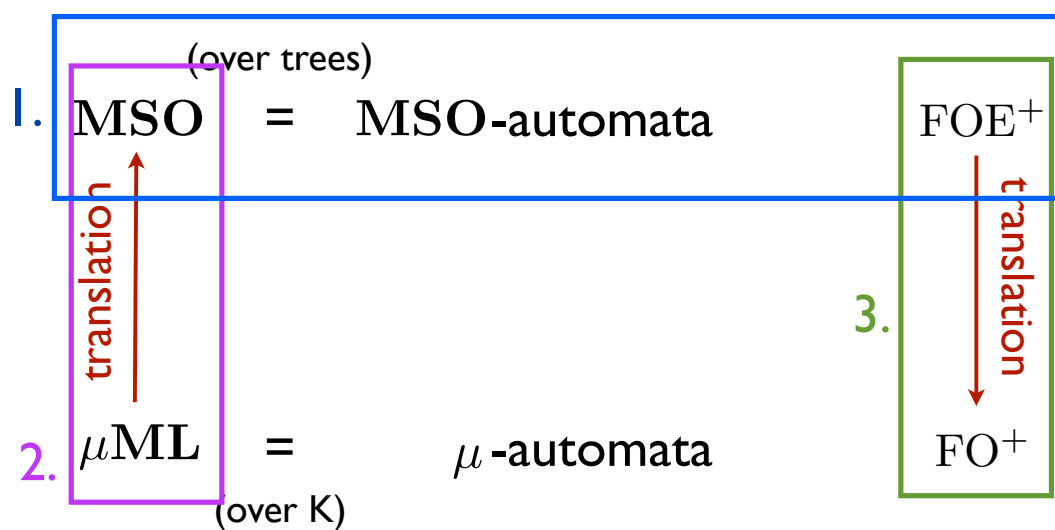 (over trees)
1. MSO = MSO-automata FOE⁺
translation
translation
3.
2. μML = μ-automata FO⁺
(over K)